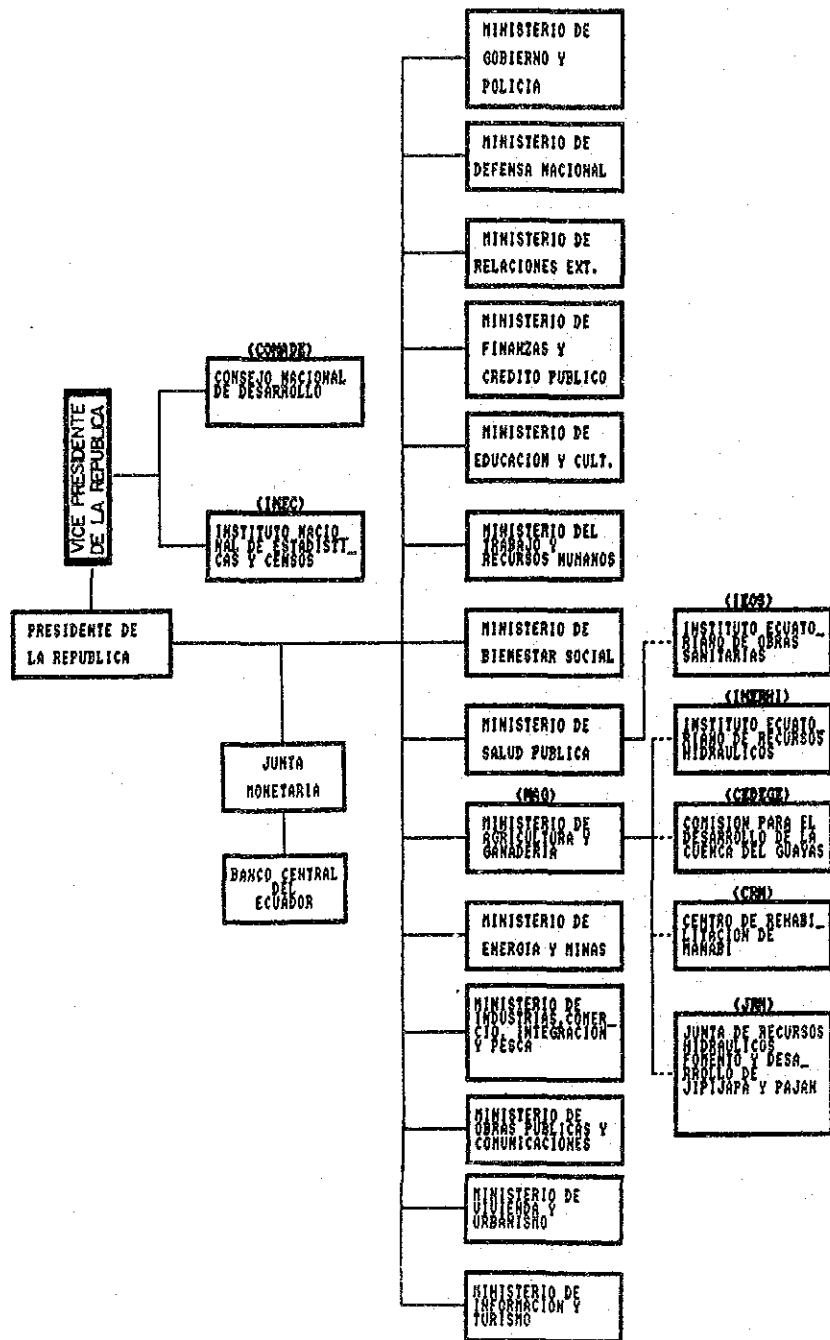 MINISTERIO DE
GOBIERNO Y
POLICIA
MINISTERIO DE
DEFENSA NACIONAL
MINISTERIO DE
RELACIONES EXT.
MINISTERIO DE
FINANZAS Y
CREDITO PUBLICO
(CONADE)
CONSEJO NACIONAL
DE DESARROLLO
VICE PRESIDENTE
DE LA REPUBLICA
MINISTERIO DE
EDUCACION Y CULT.
(INEC)
INSTITUTO NACIO_
NAL DE ESTADISTI_
CAS Y CENSOS
MINISTERIO DEL
TRABAJO Y
RECURSOS HUMANOS
PRESIDENTE DE
LA REPUBLICA
MINISTERIO DE
BIENESTAR SOCIAL
(IEOS)
INSTITUTO ECUATO_
RIANO DE OBRAS
SANITARIAS
MINISTERIO DE
SALUD PUBLICA
(INERHI)
INSTITUTO ECUATO_
RIANO DE RECURSOS
HIDRAULICOS
JUNTA
MONETARIA
(MAG)
MINISTERIO DE
AGRICULTURA Y
GANADERIA
(CEDEGE)
COMISION PARA EL
DESARROLLO DE LA
CUENCA DEL GUAYAS
BANCO CENTRAL
DEL
ECUADOR
MINISTERIO DE
ENERGIA Y MINAS
(CRM)
CENTRO DE REHABI_
LITACION DE
MANABI
MINISTERIO DE
INDUSTRIAS,COMER_
CIO, INTEGRACION
Y PESCA
(JRH)
JUNTA DE RECURSOS
HIDRAULICOS
FOMENTO Y DESA_
RROLLO DE
JIPIJAPA Y PAJAN
MINISTERIO DE
OBRAS PUBLICAS Y
COMUNICACIONES
MINISTERIO DE
VIVIENDA Y
URBANISMO
MINISTERIO DE
INFORMACION Y
TURISMO